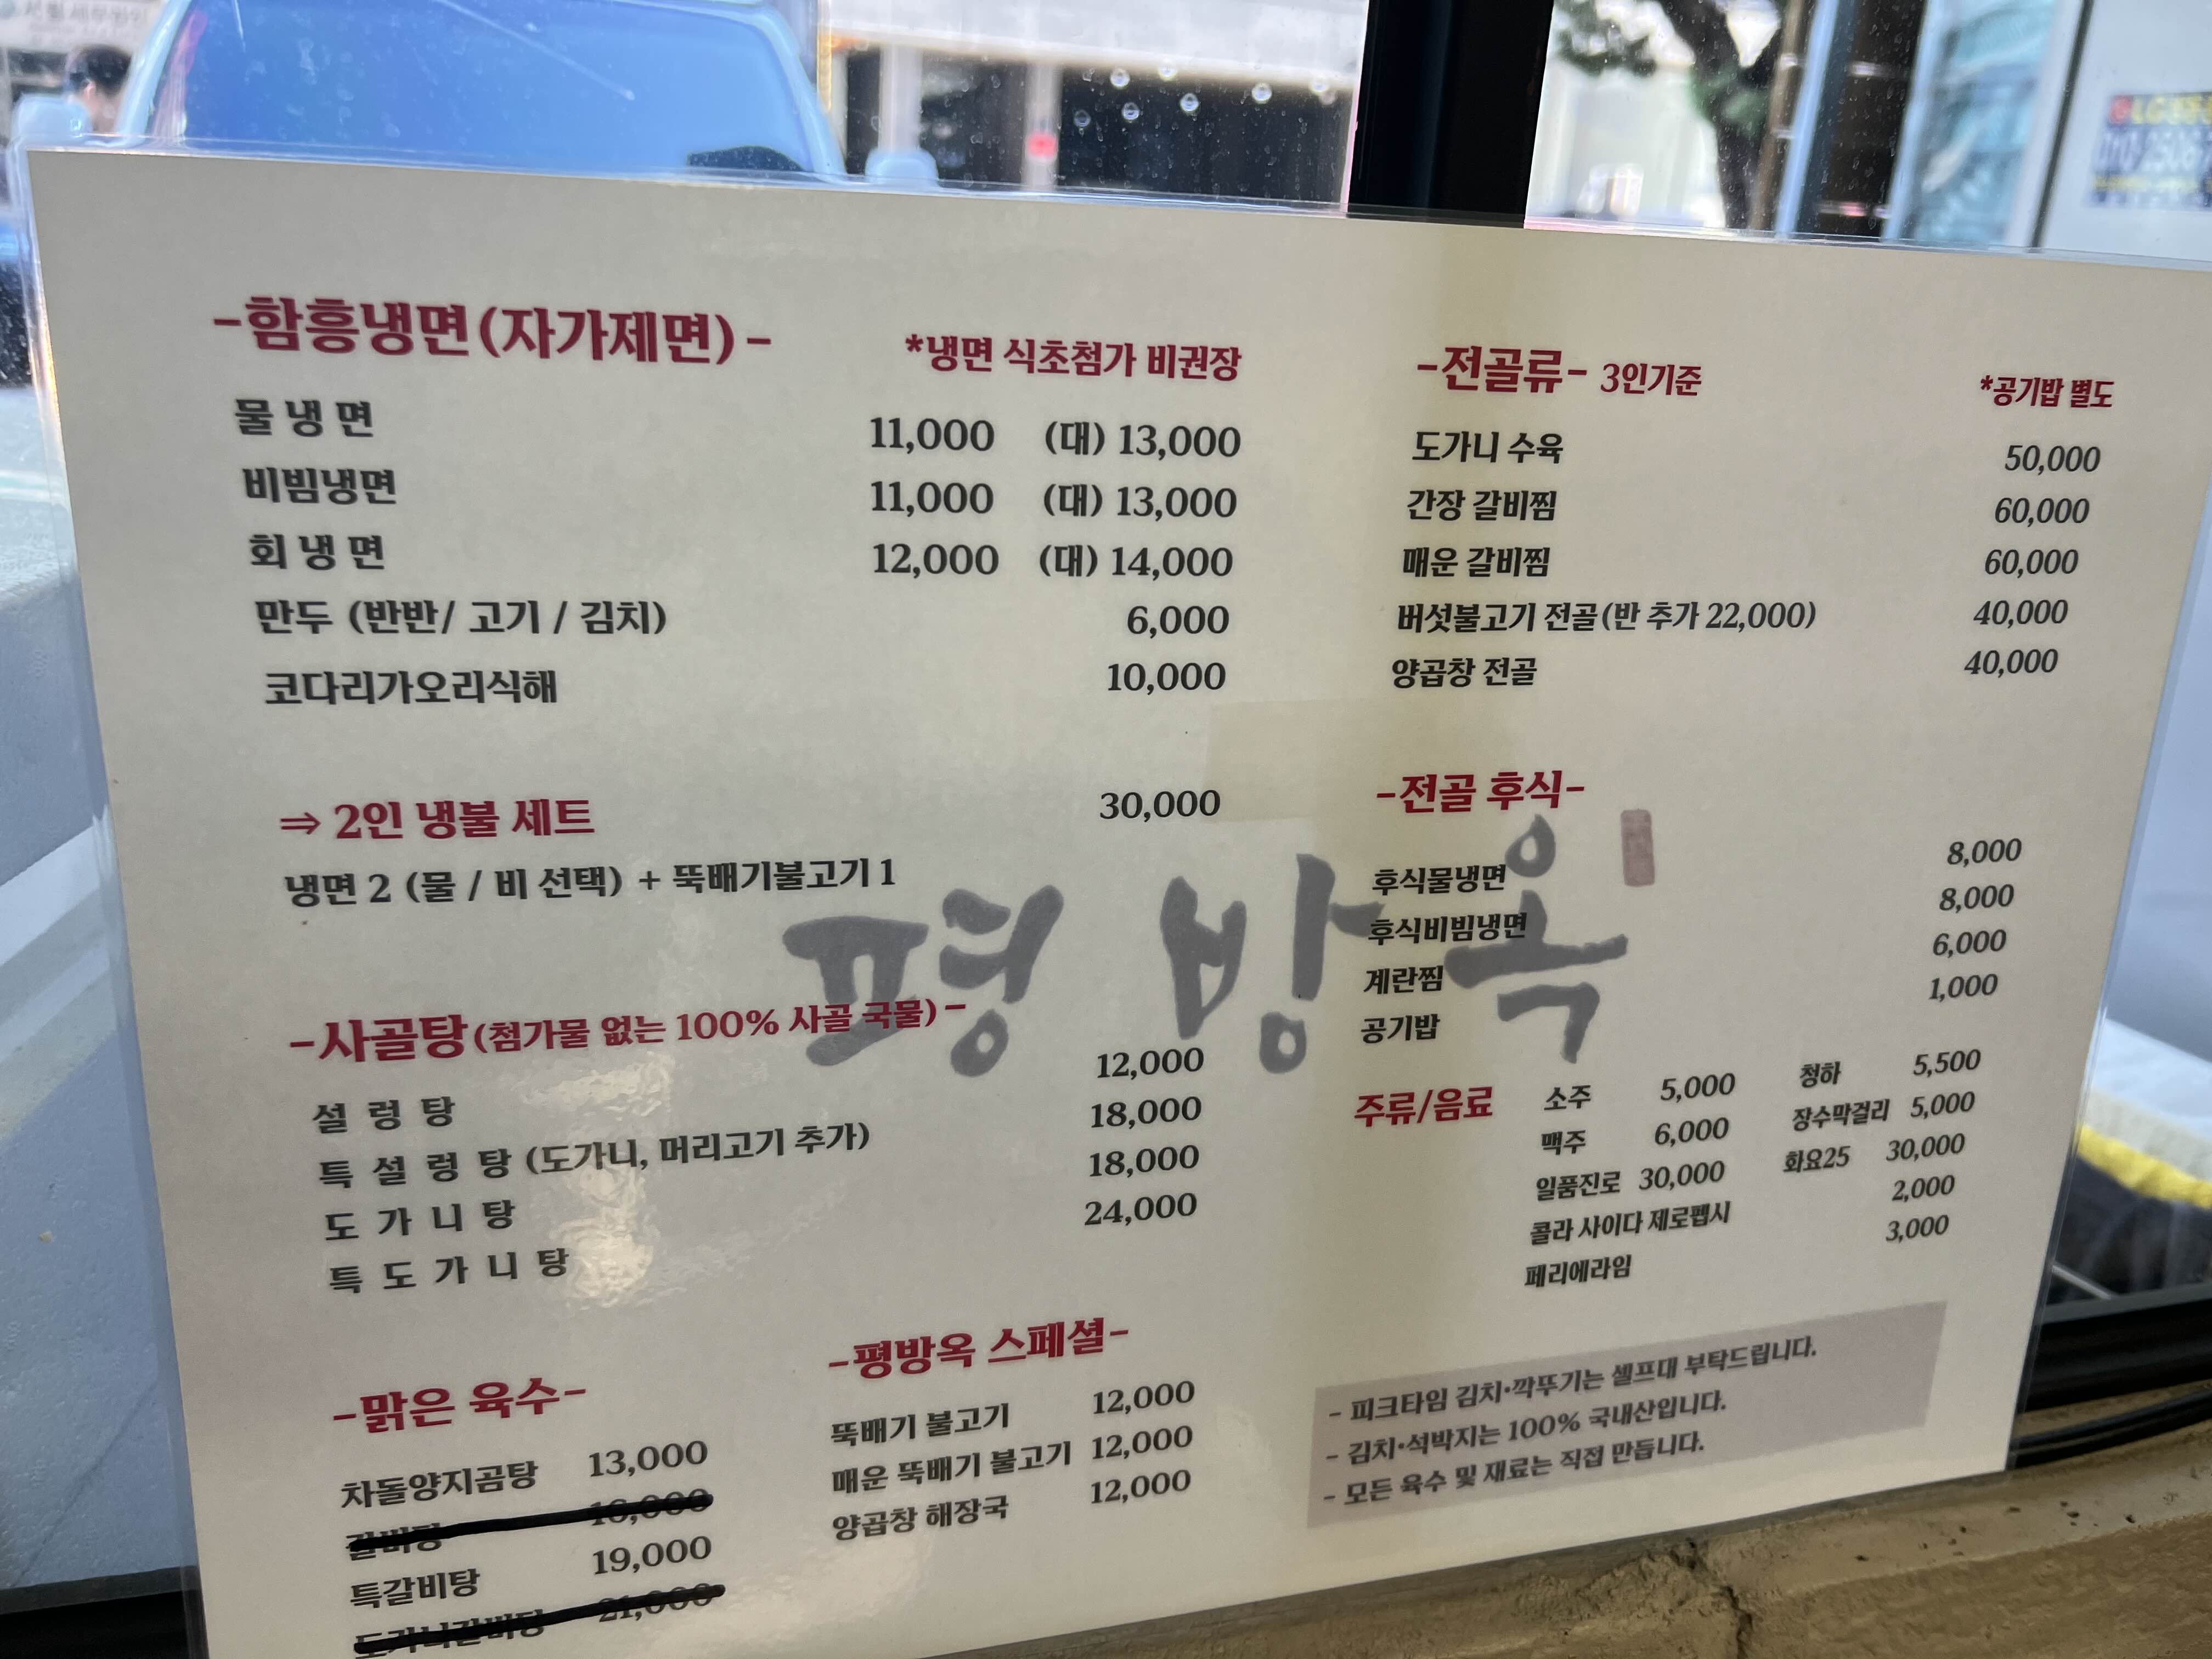 -함흥냉면(자가제면)- *냉면 식초첨가 비권장
물 냉 면 11,000 (대) 13,000
비빔냉면 11,000 (대) 13,000
회 냉 면 12,000 (대) 14,000
만두 (반반/ 고기 / 김치) 6,000
코다리가오리식해 10,000
⇒ 2인 냉불 세트 30,000
냉면 2 (물 / 비 선택) + 뚝배기불고기 1
평 방 옥
-사골탕(첨가물 없는 100% 사골 국물)-
설 렁 탕 12,000
특 설 렁 탕 (도가니, 머리고기 추가) 18,000
도 가 니 탕 18,000
특 도 가 니 탕 24,000
-맑은 육수-
차돌양지곰탕 13,000
갈비탕 16,000
특갈비탕 19,000
도가니갈비탕 21,000
-평방옥 스페셜-
뚝배기 불고기 12,000
매운 뚝배기 불고기 12,000
양곱창 해장국 12,000
-전골류- 3인기준 *공기밥 별도
도가니 수육 50,000
간장 갈비찜 60,000
매운 갈비찜 60,000
버섯불고기 전골(반 추가 22,000) 40,000
양곱창 전골 40,000
-전골 후식-
후식물냉면 8,000
후식비빔냉면 8,000
계란찜 6,000
공기밥 1,000
주류/음료 소주 5,000 청하 5,500
맥주 6,000 장수막걸리 5,000
일품진로 30,000 화요25 30,000
콜라 사이다 제로펩시 2,000
페리에라임 3,000
- 피크타임 김치·깍뚜기는 셀프대 부탁드립니다.
- 김치·석박지는 100% 국내산입니다.
- 모든 육수 및 재료는 직접 만듭니다.